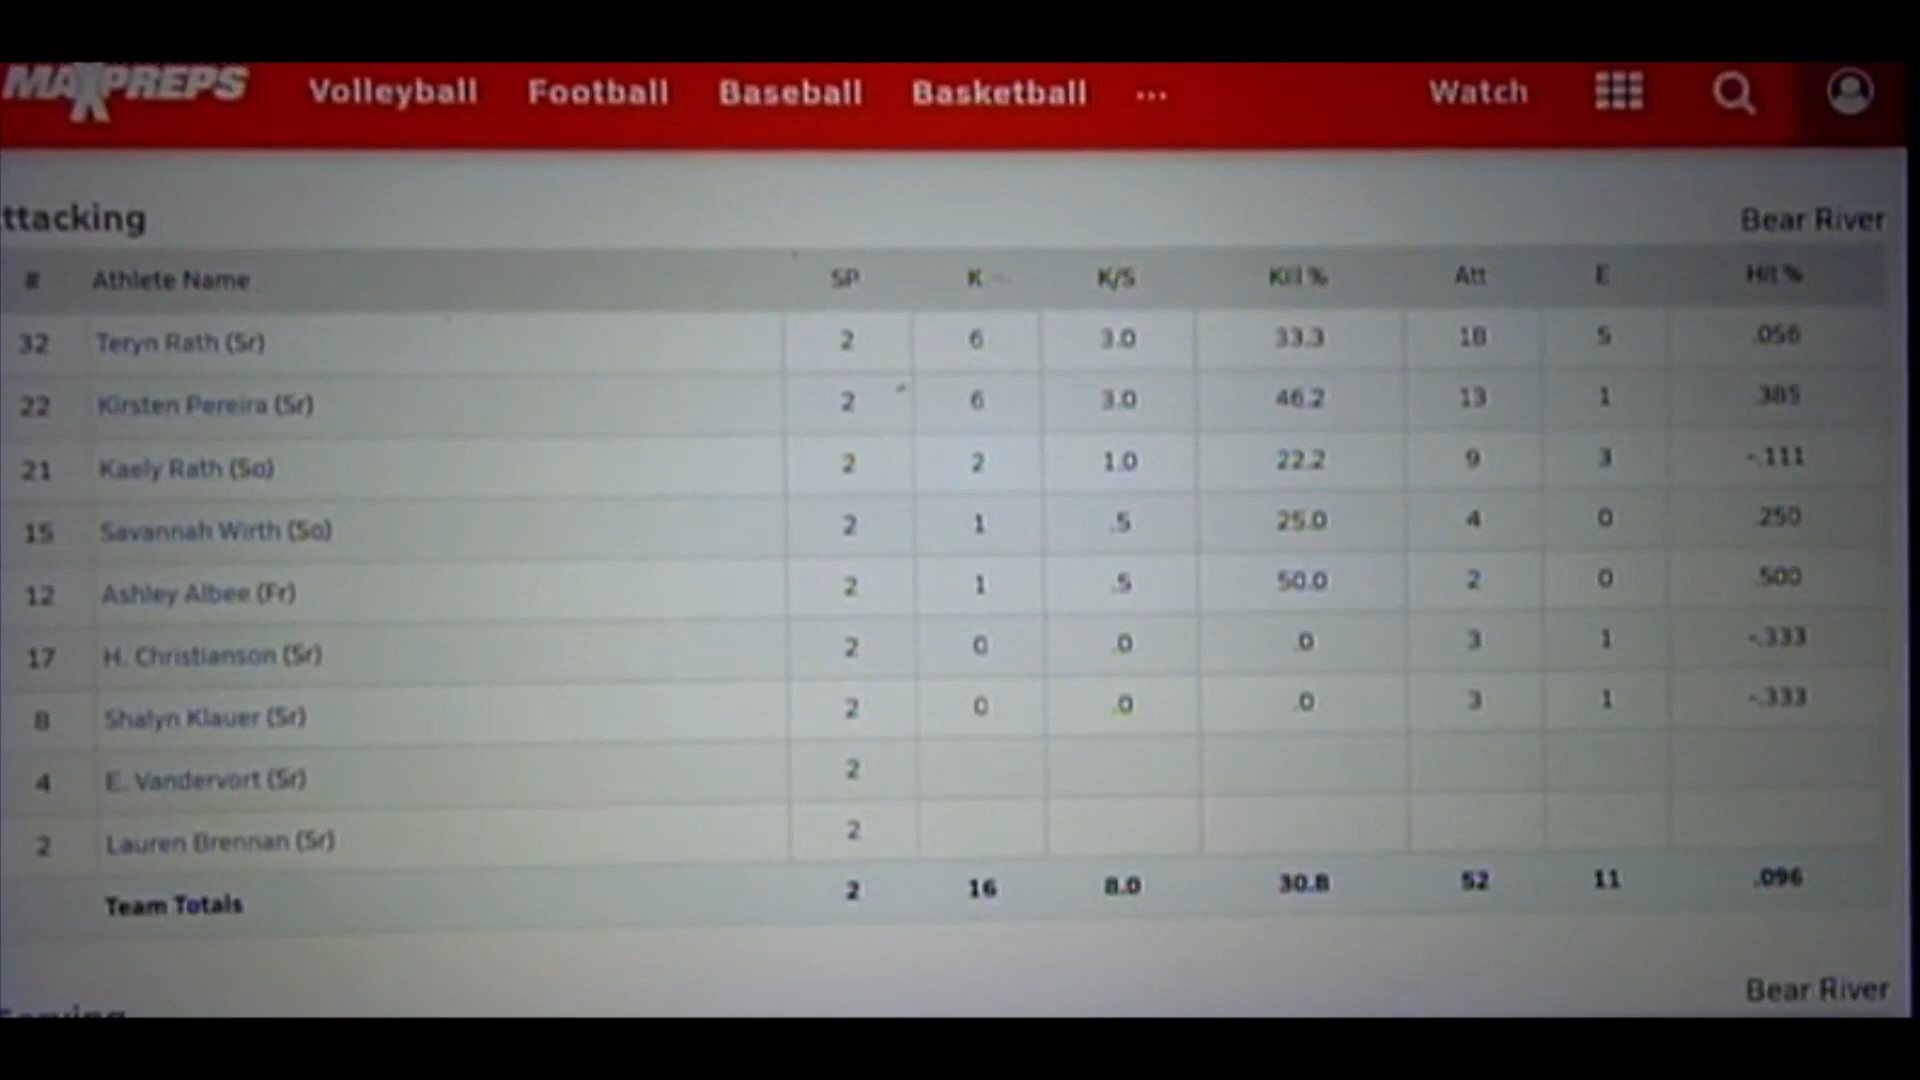 MAXPREPS Volleyball Football Baseball Basketball ... Watch
ttacking Bear River
# Athlete Name SP K K/S Kill % Att E Hit %
32 Teryn Rath (Sr) 2 6 3.0 33.3 18 5 .056
22 Kirsten Pereira (Sr) 2 6 3.0 46.2 13 1 .385
21 Kaely Rath (So) 2 2 1.0 22.2 9 3 -.111
15 Savannah Wirth (So) 2 1 .5 25.0 4 0 .250
12 Ashley Albee (Fr) 2 1 .5 50.0 2 0 .500
17 H. Christianson (Sr) 2 0 .0 .0 3 1 -.333
8 Shalyn Klauer (Sr) 2 0 .0 .0 3 1 -.333
4 E. Vandervort (Sr) 2
2 Lauren Brennan (Sr) 2
Team Totals 2 16 8.0 30.8 52 11 .096
Bear River